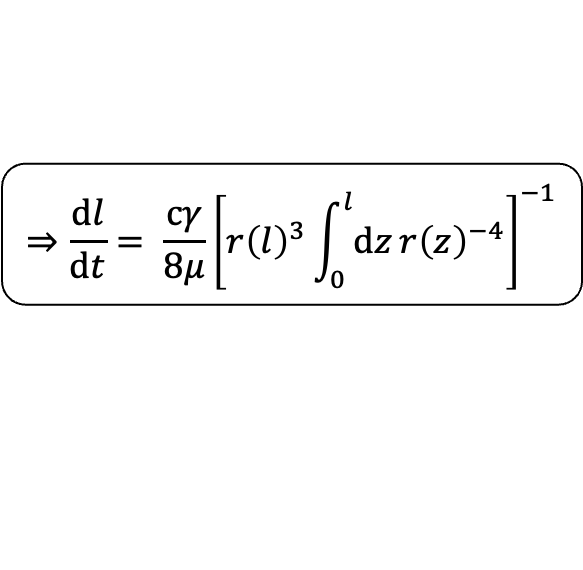 ⇒ dl/dt = cγ/8μ [r(l)³ ∫₀ˡ dz r(z)⁻⁴]⁻¹